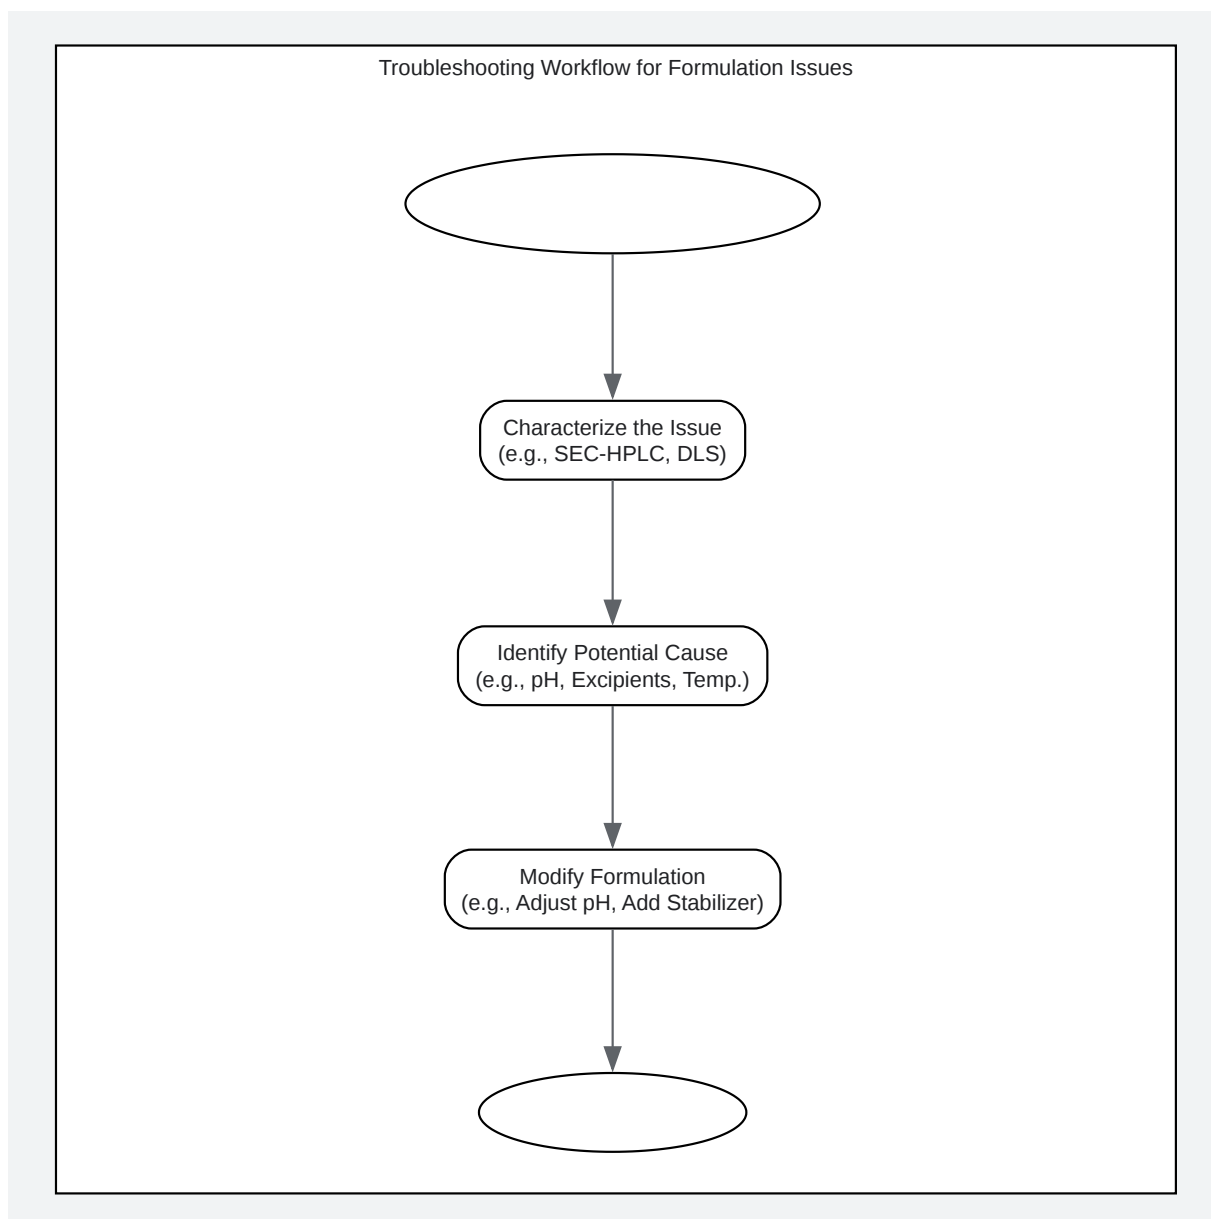 Troubleshooting Workflow for Formulation Issues
Characterize the Issue
(e.g., SEC-HPLC, DLS)
Identify Potential Cause
(e.g., pH, Excipients, Temp.)
Modify Formulation
(e.g., Adjust pH, Add Stabilizer)